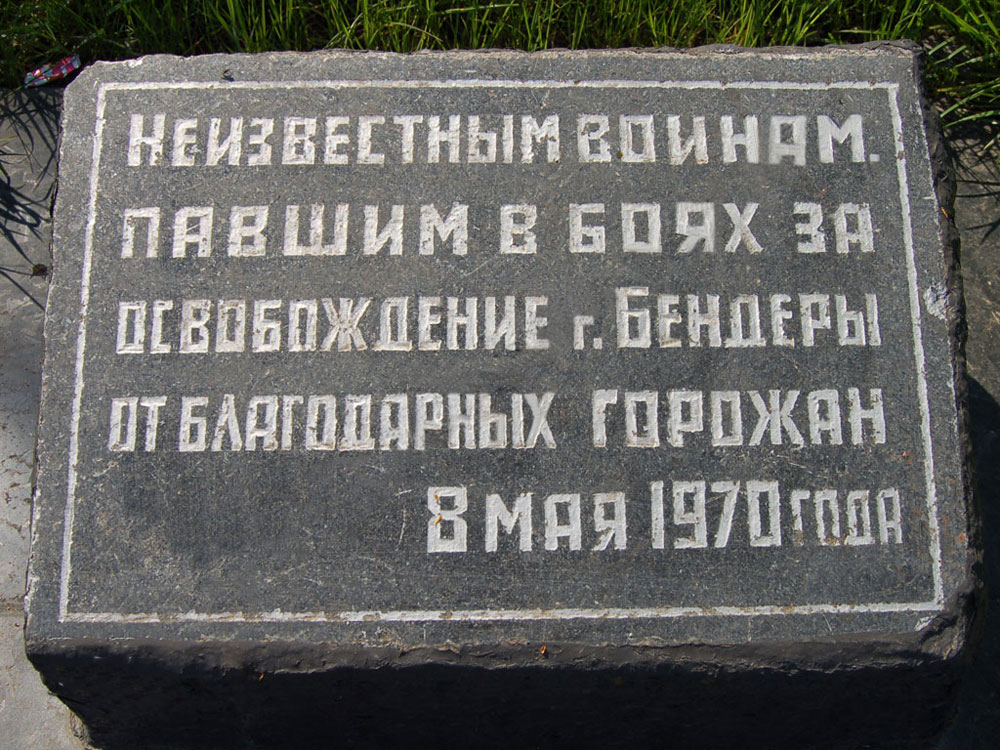 Неизвестным воинам.
павшим в боях за
освобождение г. Бендеры
от благодарных горожан
8 мая 1970 года